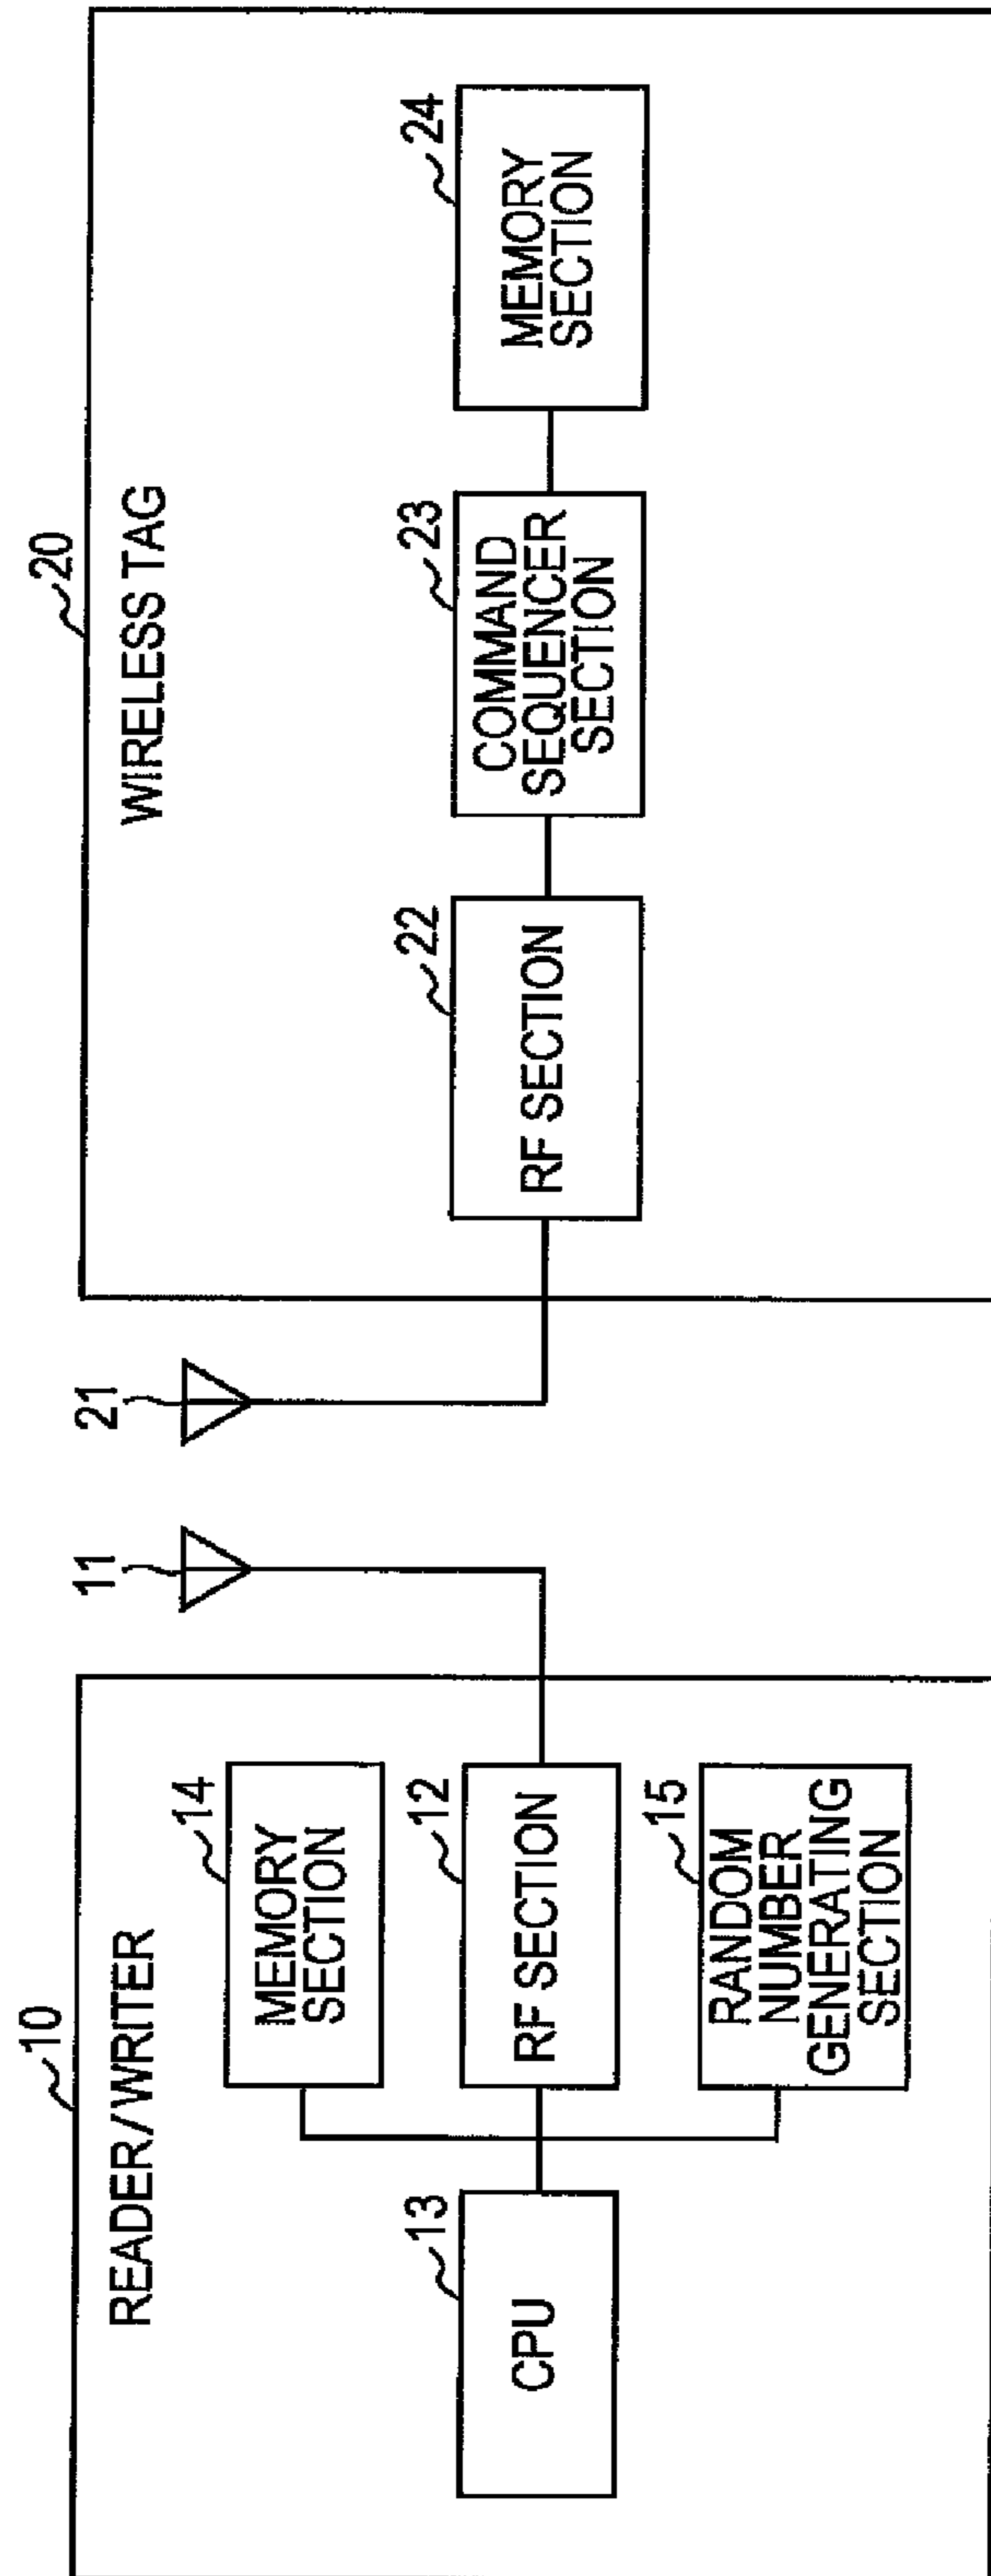 10
READER/WRITER
13
CPU
14
MEMORY
SECTION
12
RF SECTION
15
RANDOM
NUMBER
GENERATING
SECTION
11
21
20
WIRELESS TAG
22
RF SECTION
23
COMMAND
SEQUENCER
SECTION
24
MEMORY
SECTION